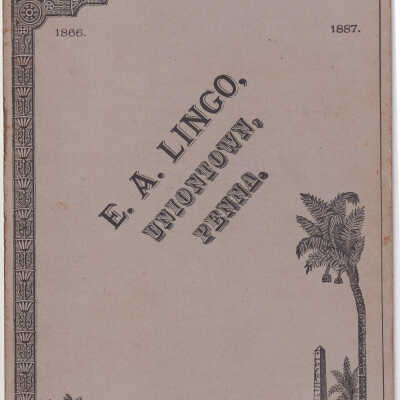 1866.
1887.
E. A. LINGO,
UNIONTOWN,
PENNA.